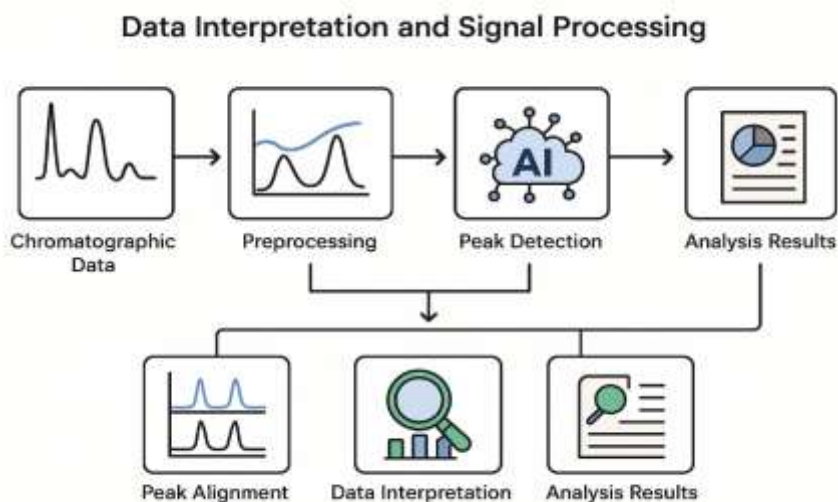 Data Interpretation and Signal Processing
AI
Chromatographic
Data
Preprocessing
Peak Detection
Analysis Results
Peak Alignment
Data Interpretation
Analysis Results